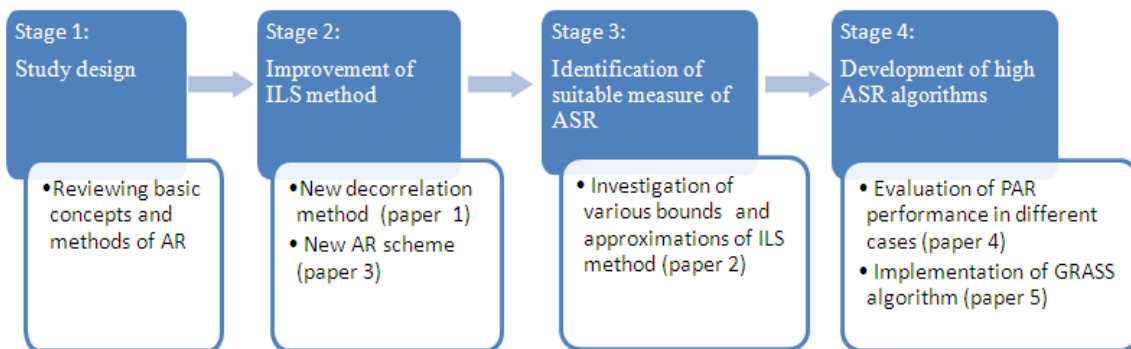 Stage 1:
Study design
•Reviewing basic
concepts and
methods of AR
Stage 2:
Improvement of
ILS method
•New decorrelation
method (paper 1)
• New AR scheme
(paper 3)
Stage 3:
Identification of
suitable measure of
ASR
• Investigation of
various bounds and
approximations of ILS
method (paper 2)
Stage 4:
Development of high
ASR algorithms
• Evaluation of PAR
performance in different
cases (paper 4)
• Implementation of GRASS
algorithm (paper 5)